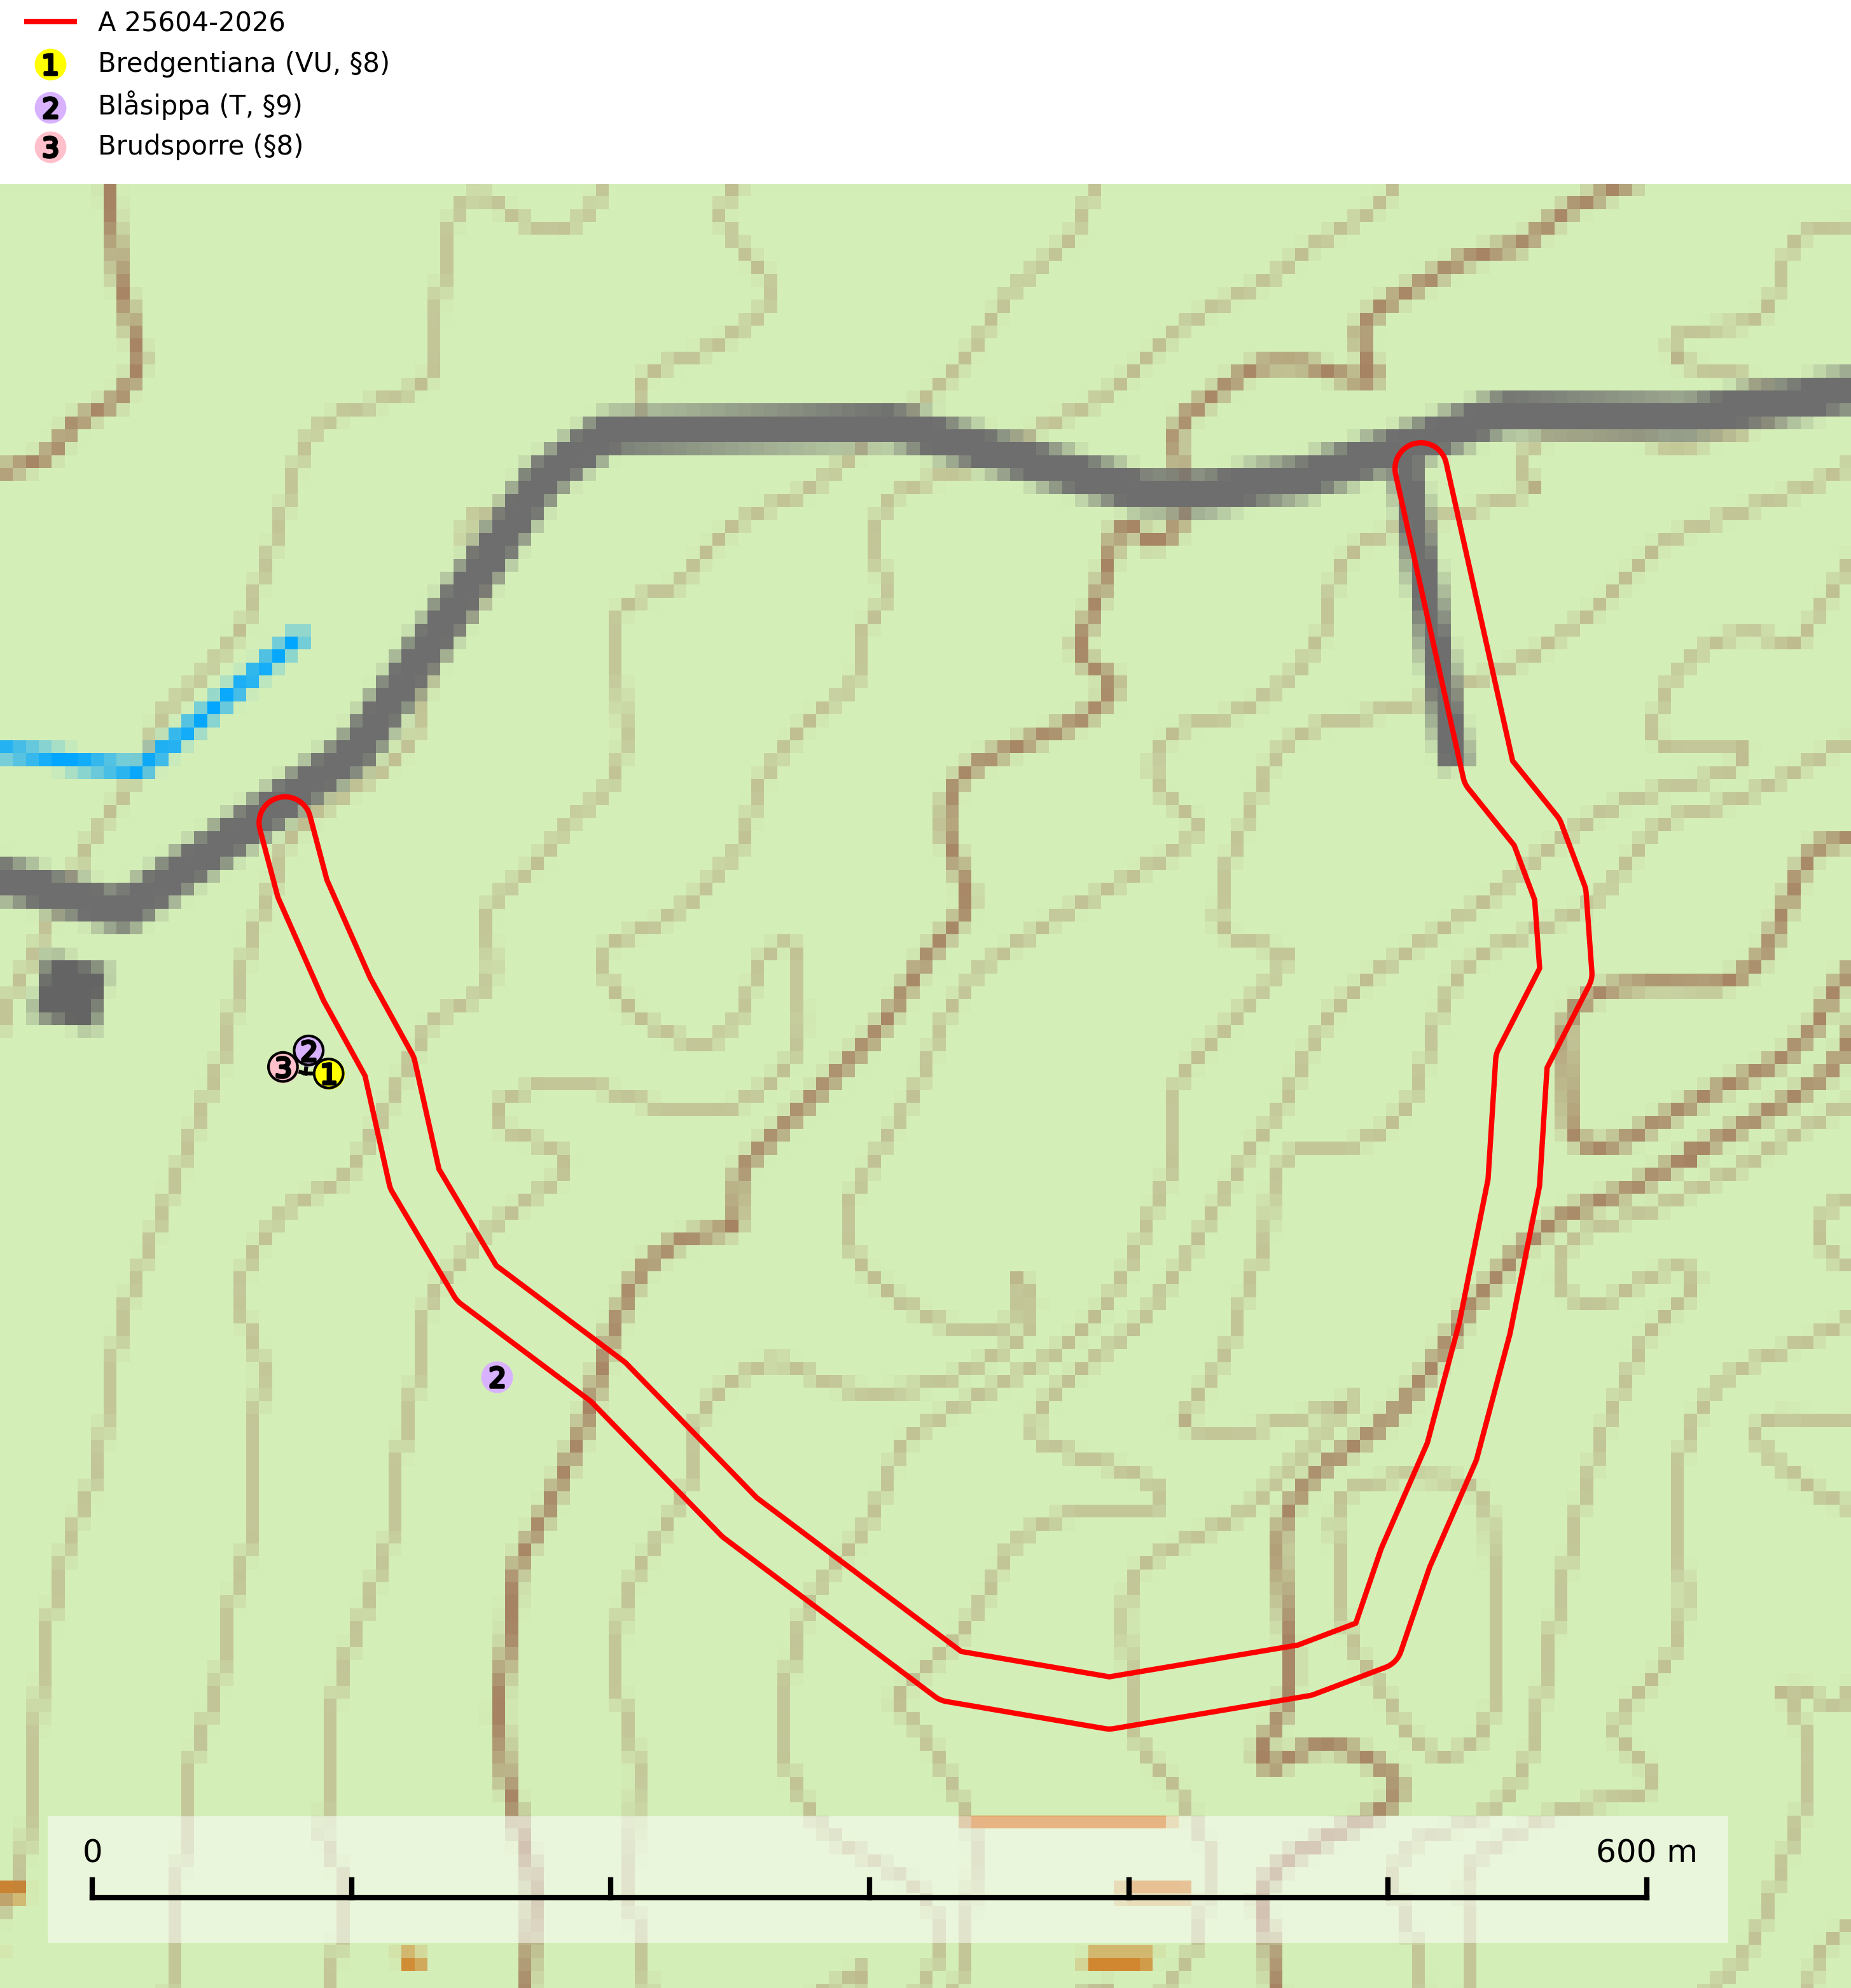 A 25604-2026
1 Bredgentiana (VU, §8)
2 Blåsippa (T, §9)
3 Brudsporre (§8)
2
3 1
2
0 600 m